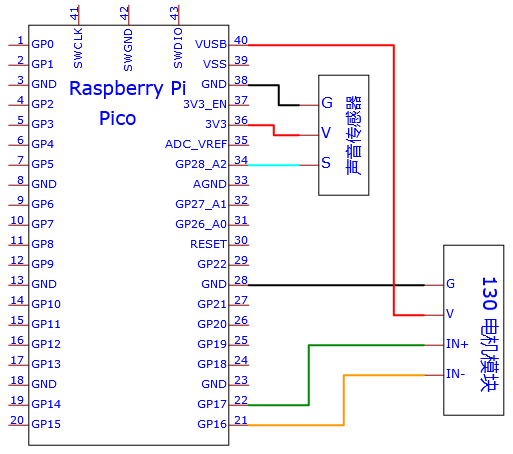 41 42 43
SWCLK SWGND SWDIO
Raspberry Pi
Pico
1 GP0
2 GP1
3 GND
4 GP2
5 GP3
6 GP4
7 GP5
8 GND
9 GP6
10 GP7
11 GP8
12 GP9
13 GND
14 GP10
15 GP11
16 GP12
17 GP13
18 GND
19 GP14
20 GP15
VUSB 40
VSS 39
GND 38
3V3_EN 37
3V3 36
ADC_VREF 35
GP28_A2 34
AGND 33
GP27_A1 32
GP26_A0 31
RESET 30
GP22 29
GND 28
GP21 27
GP20 26
GP19 25
GP18 24
GND 23
GP17 22
GP16 21
G
V
S
声音传感器
G
V
IN+
IN-
130 电机模块